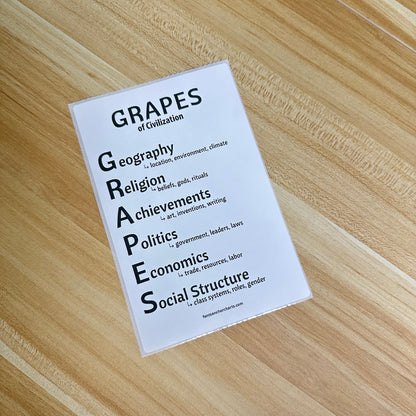 GRAPES
of Civilization
Geography
↳ location, environment, climate
Religion
↳ beliefs, gods, rituals
Achievements
↳ art, inventions, writing
Politics
↳ government, leaders, laws
Economics
↳ trade, resources, labor
Social Structure
↳ class systems, roles, gender